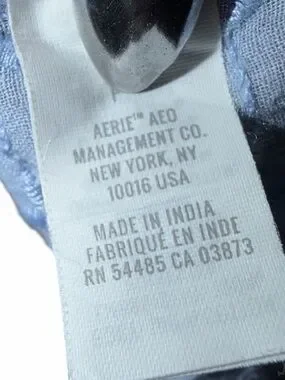 AERIE™ AEO
MANAGEMENT CO.
NEW YORK, NY
10016 USA
MADE IN INDIA
FABRIQUÉ EN INDE
RN 54485 CA 03873